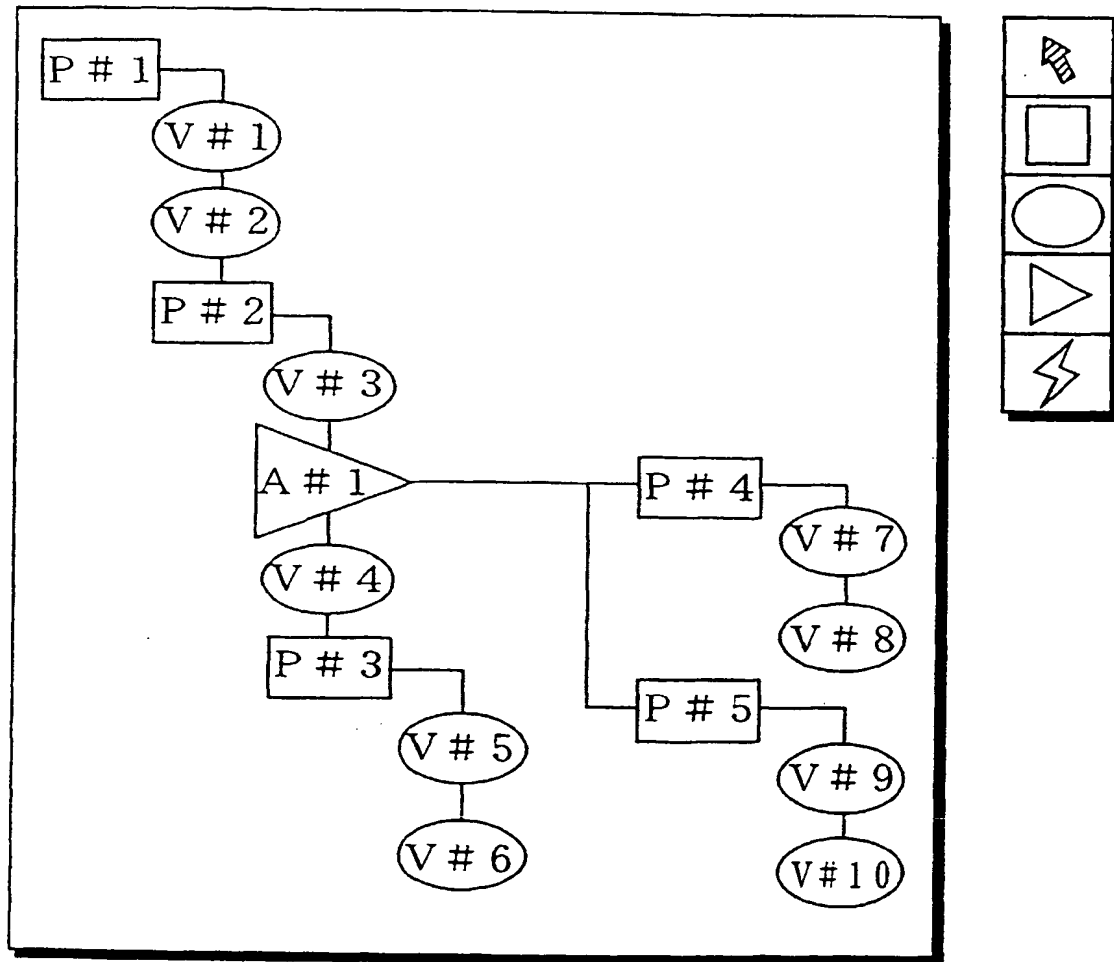 P # 1
V # 1
V # 2
P # 2
V # 3
A # 1
P # 4
V # 7
V # 4
V # 8
P # 3
P # 5
V # 5
V # 9
V # 6
V # 10